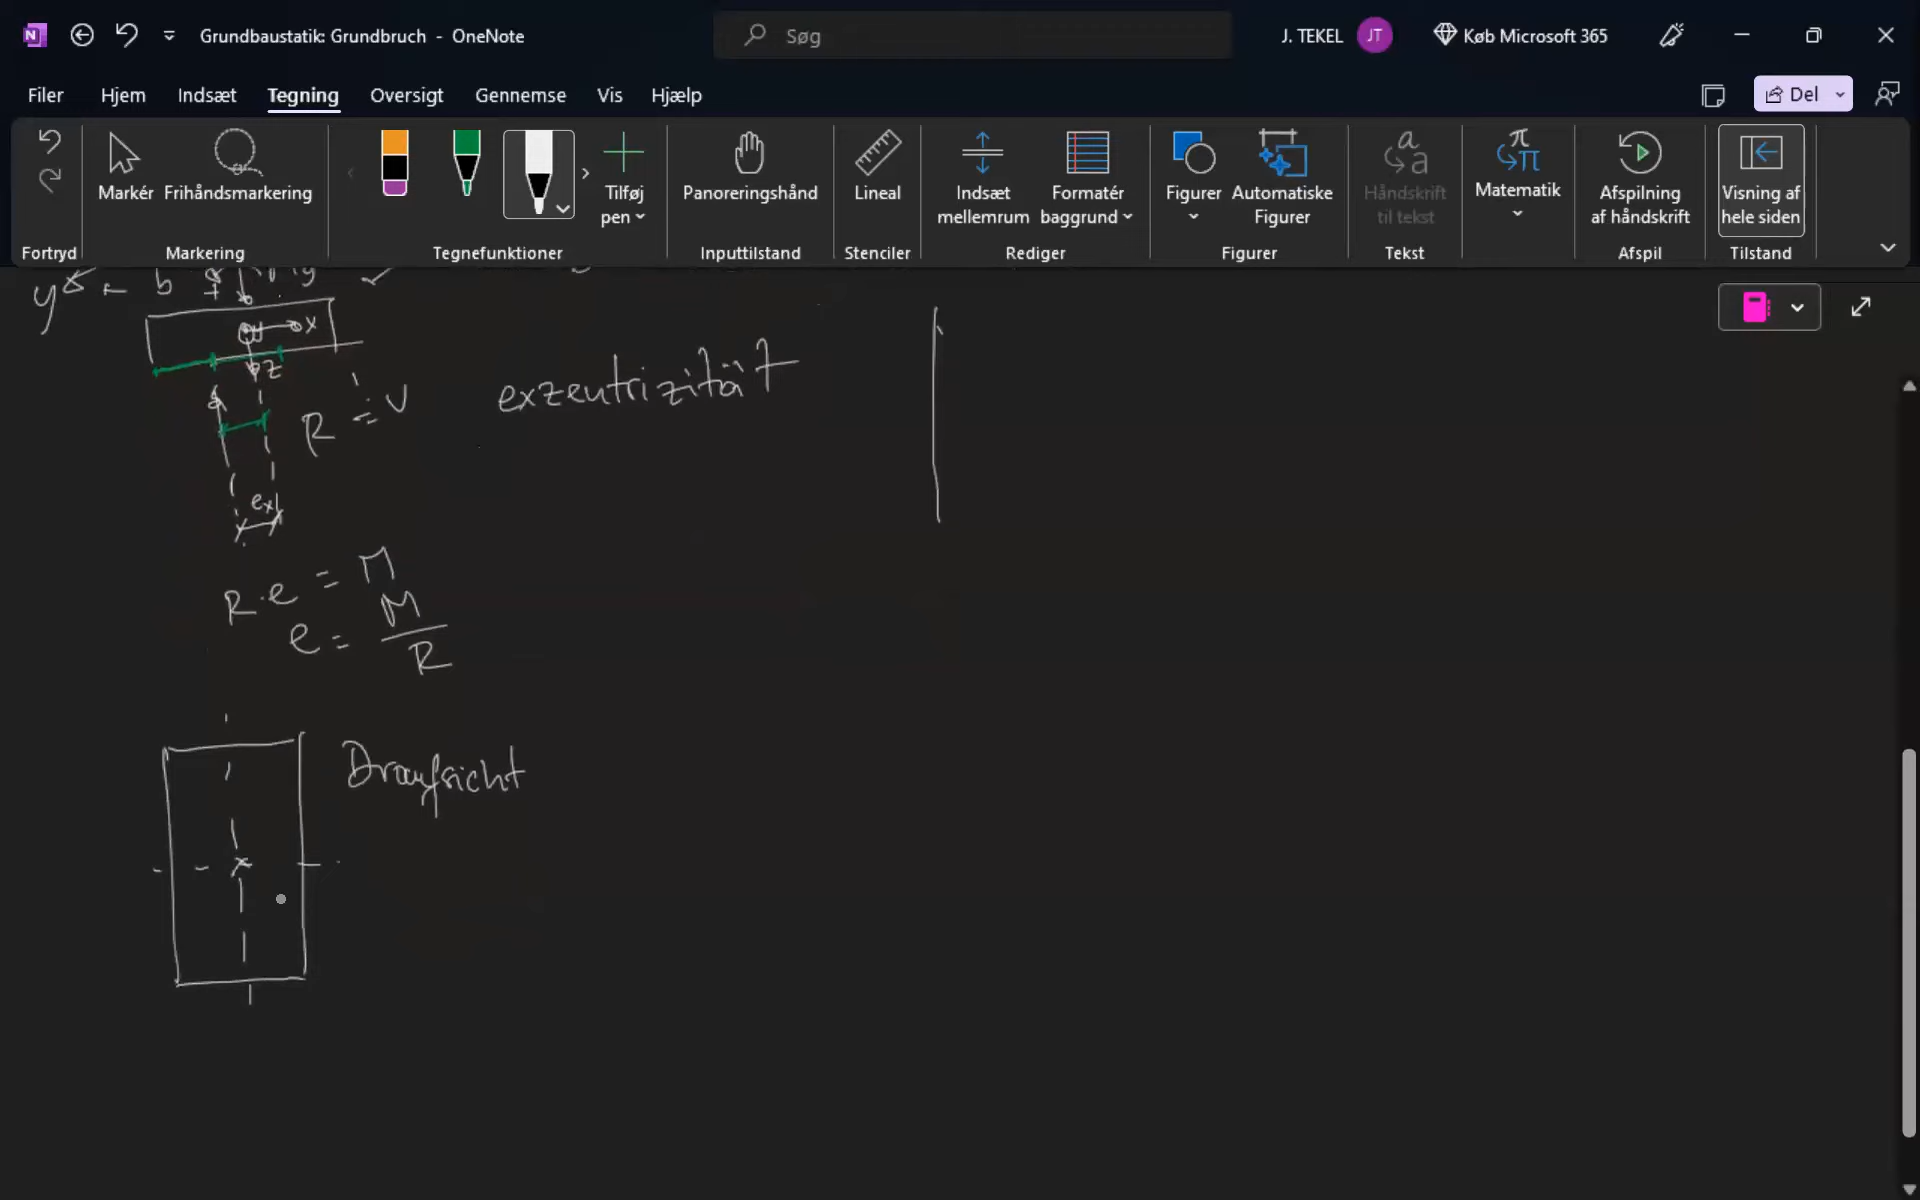 Grundbaustatik: Grundbruch - OneNote
Søg
J. TEKEL
JT
Køb Microsoft 365
Filer
Hjem
Indsæt
Tegning
Oversigt
Gennemse
Vis
Hjælp
Del
Markér
Frihåndsmarkering
Tilføj
pen
Panoreringshånd
Lineal
Indsæt
mellemrum
Formatér
baggrund
Figurer
Automatiske
Figurer
Håndskrift
til tekst
Matematik
Afspilning
af håndskrift
Visning af
hele siden
Fortryd
Markering
Tegnefunktioner
Inputtilstand
Stenciler
Rediger
Figurer
Tekst
Afspil
Tilstand
x
z
R ÷ V
exzentrizität
ex
R·e = M
e = M
R
Draufsicht